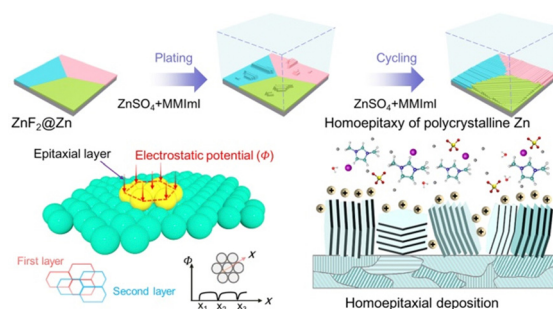 Plating
Cycling
ZnSO₄+MMImI
ZnSO₄+MMImI
ZnF₂@Zn
Homoepitaxy of polycrystalline Zn
Epitaxial layer
Electrostatic potential (Φ)
First layer
Second layer
Φ
X
X₁ X₂ X₃
x
Homoepitaxial deposition